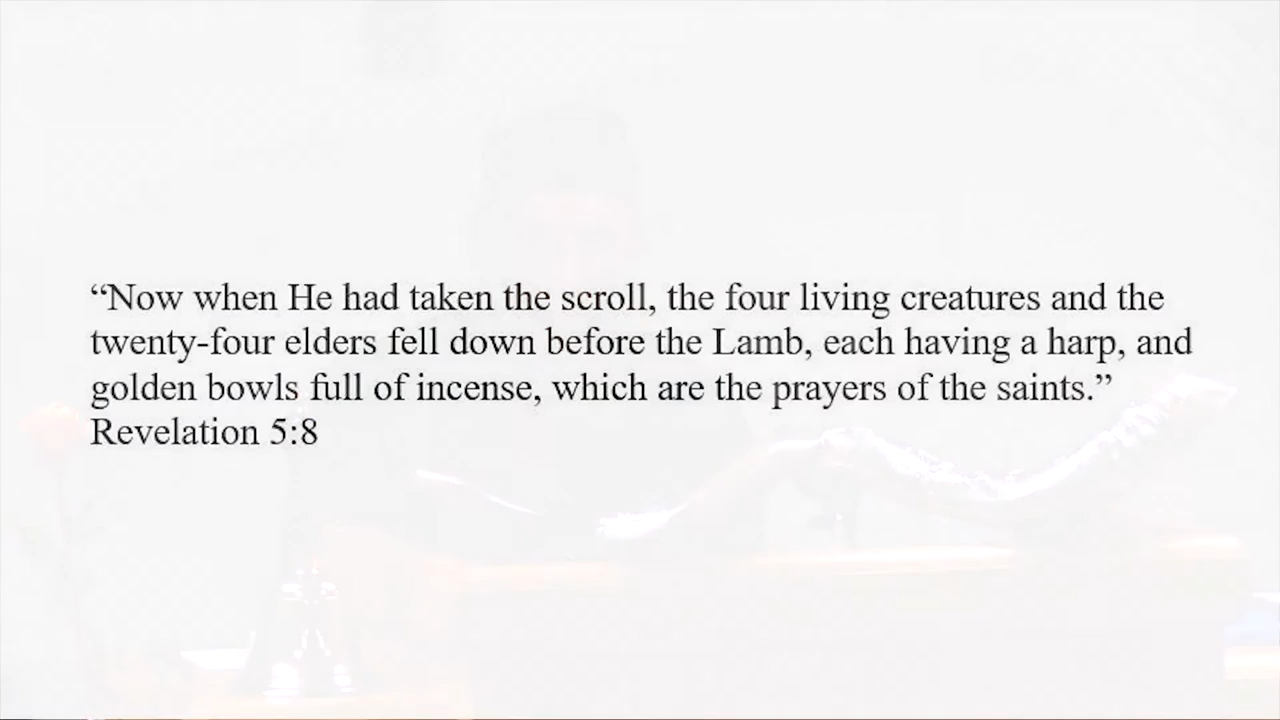 “Now when He had taken the scroll, the four living creatures and the
twenty-four elders fell down before the Lamb, each having a harp, and
golden bowls full of incense, which are the prayers of the saints.”
Revelation 5:8